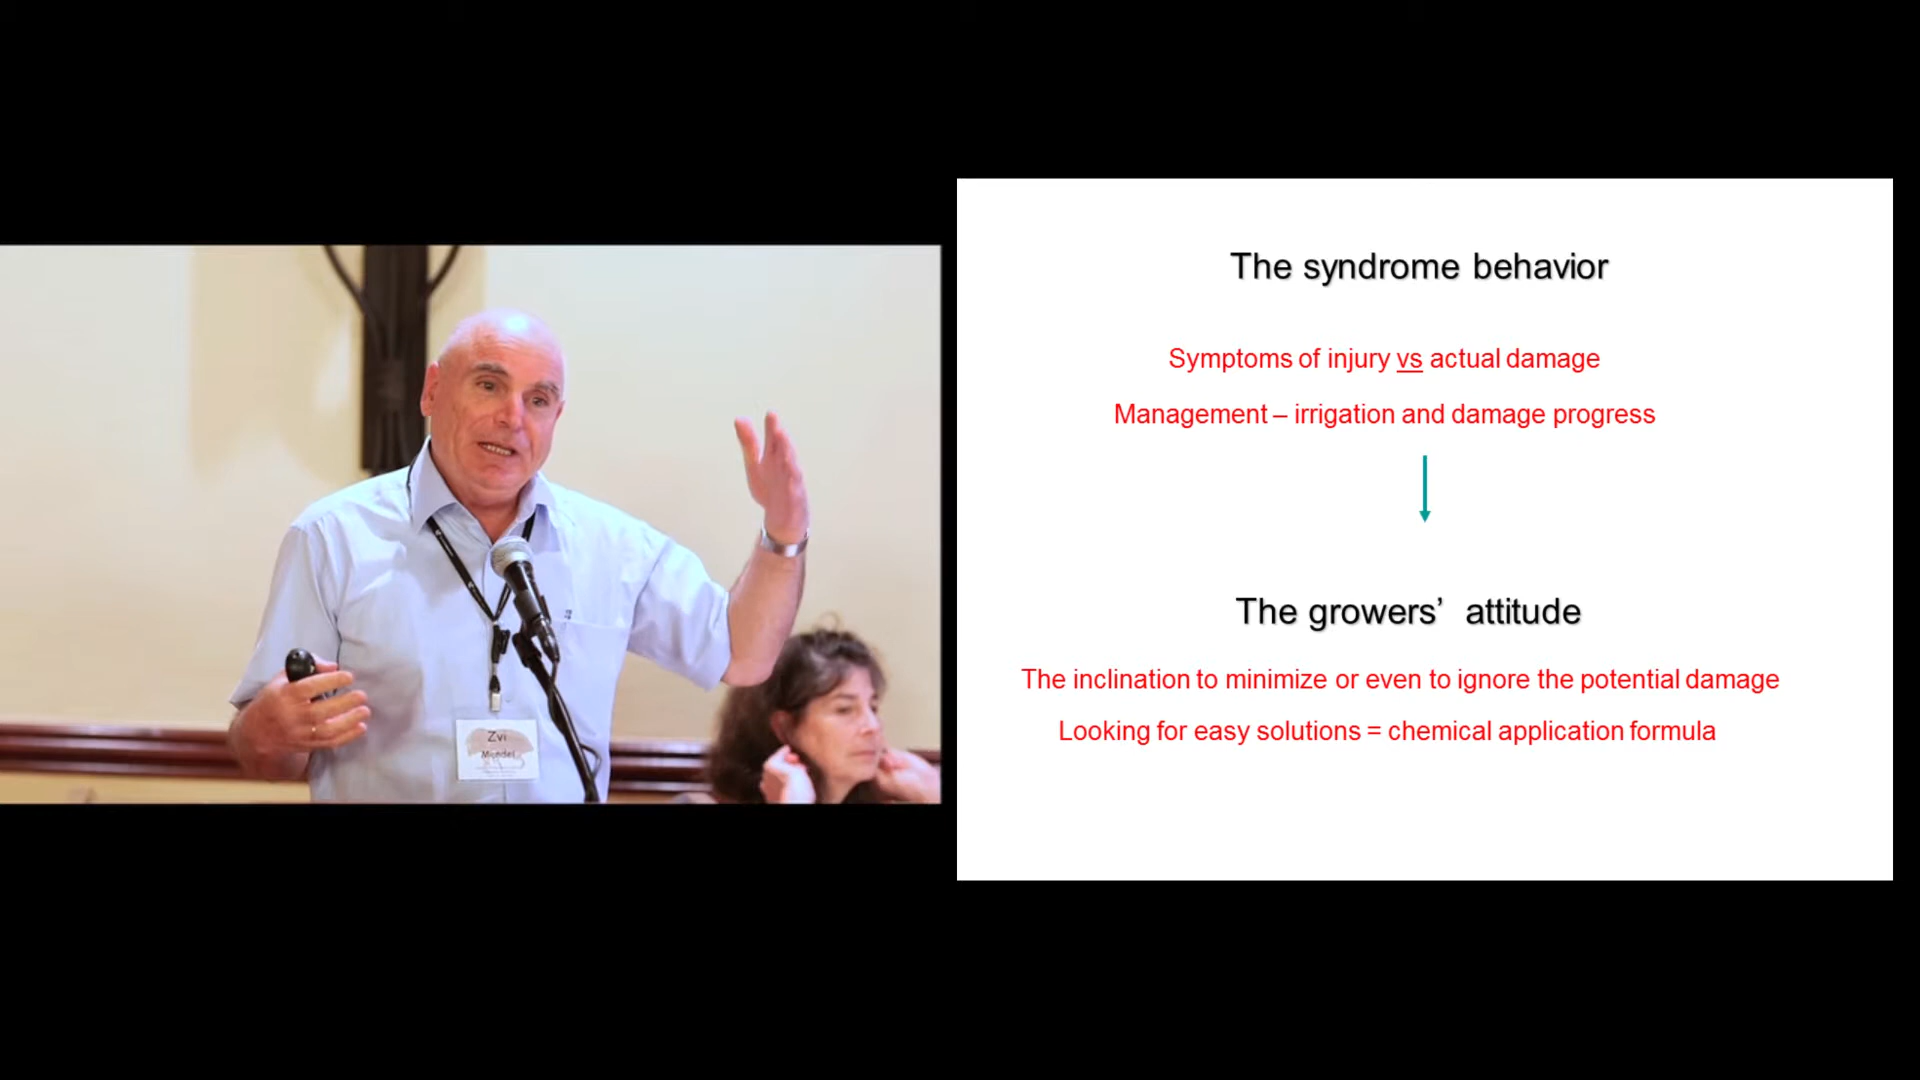 Zvi
Mendel
The syndrome behavior
Symptoms of injury vs actual damage
Management – irrigation and damage progress
The growers’ attitude
The inclination to minimize or even to ignore the potential damage
Looking for easy solutions = chemical application formula